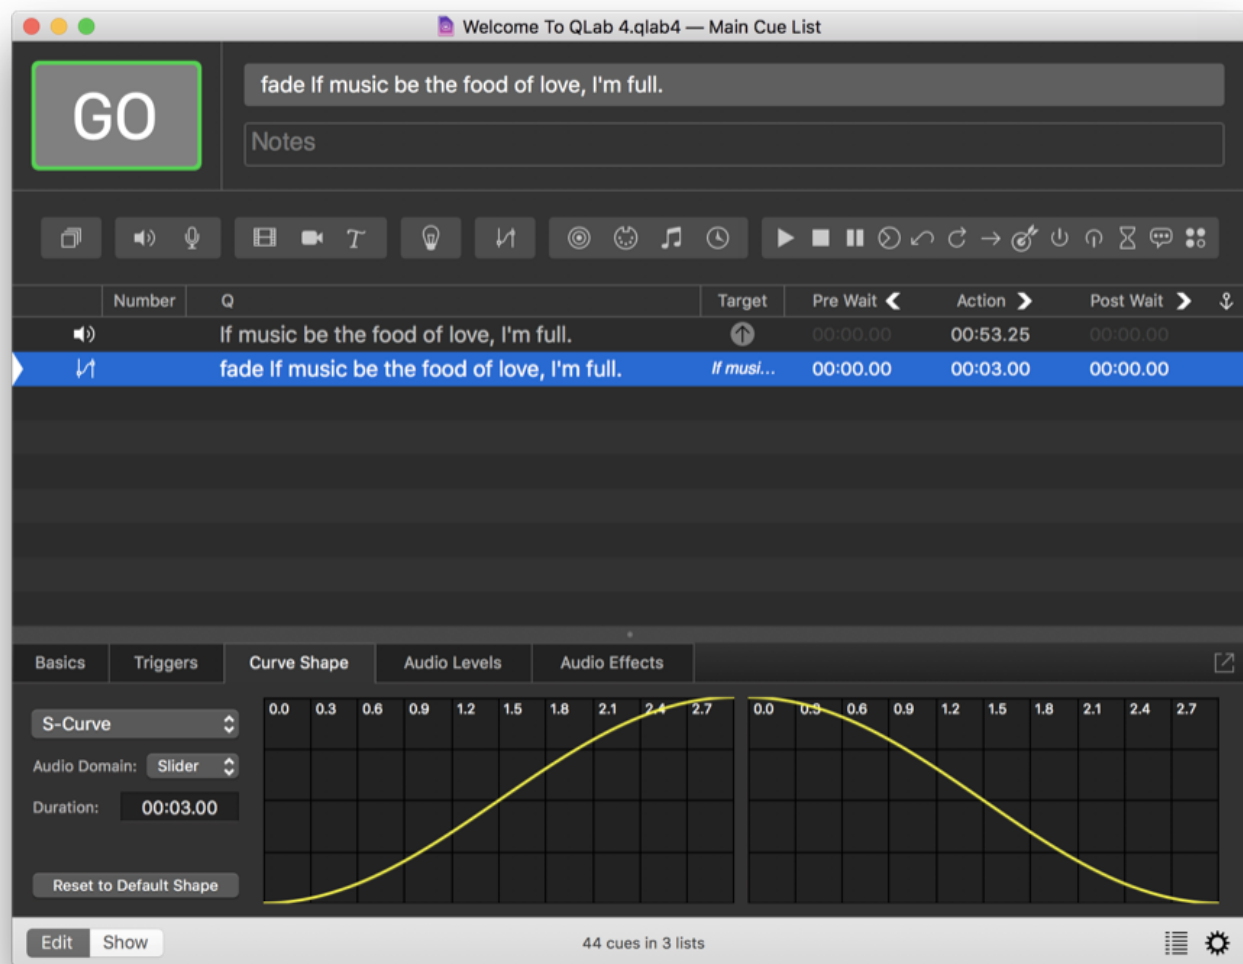 Welcome To QLab 4.qlab4 — Main Cue List
GO
fade If music be the food of love, I'm full.
Notes
Number Q Target Pre Wait Action Post Wait
If music be the food of love, I'm full. 00:00.00 00:53.25 00:00.00
fade If music be the food of love, I'm full. If musi... 00:00.00 00:03.00 00:00.00
Basics Triggers Curve Shape Audio Levels Audio Effects
0.0 0.3 0.6 0.9 1.2 1.5 1.8 2.1 2.4 2.7 0.0 0.3 0.6 0.9 1.2 1.5 1.8 2.1 2.4 2.7
S-Curve
Audio Domain: Slider
Duration: 00:03.00
Reset to Default Shape
Edit Show 44 cues in 3 lists